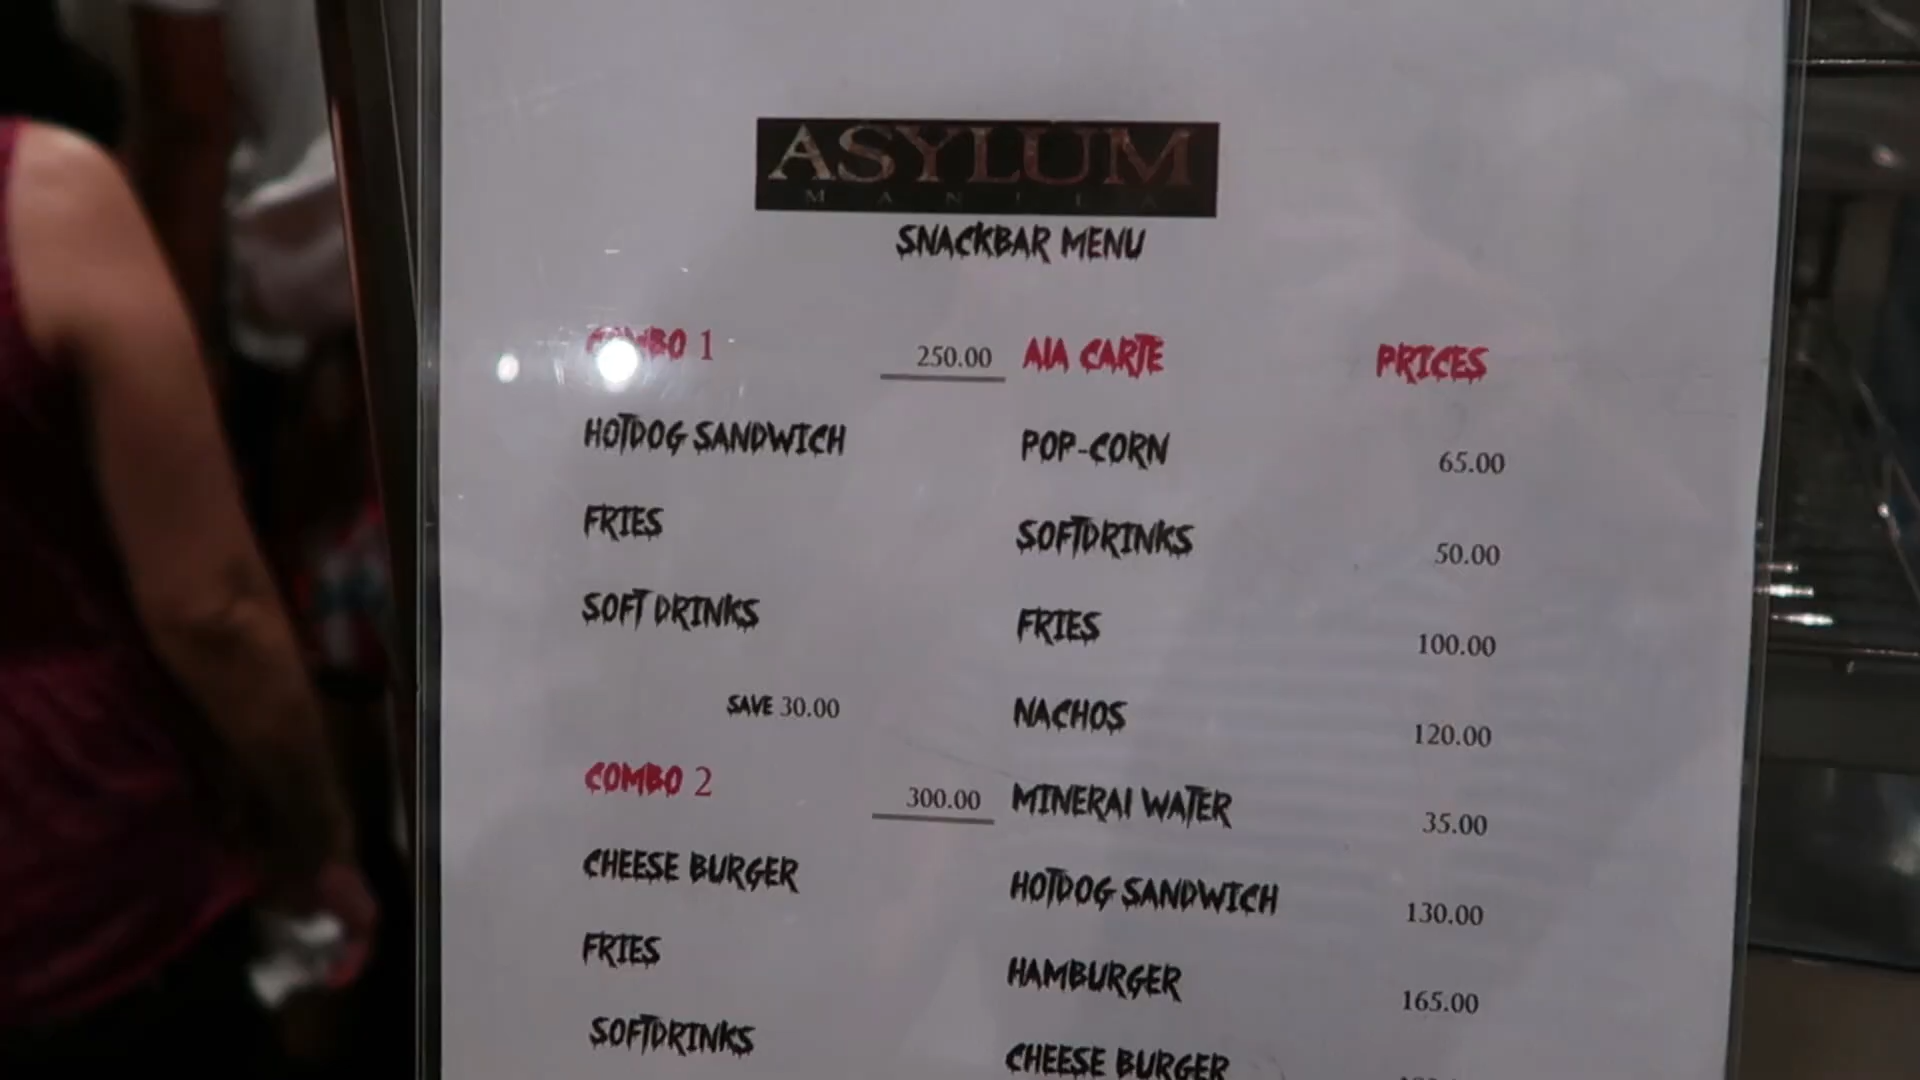 ASYLUM
MANILA
SNACKBAR MENU
COMBO 1 250.00
HOTDOG SANDWICH
FRIES
SOFT DRINKS
SAVE 30.00
COMBO 2 300.00
CHEESE BURGER
FRIES
SOFTDRINKS
AlA CARTE PRICES
POP-CORN 65.00
SOFTDRINKS 50.00
FRIES 100.00
NACHOS 120.00
MINERAl WATER 35.00
HOTDOG SANDWICH 130.00
HAMBURGER 165.00
CHEESE BURGER